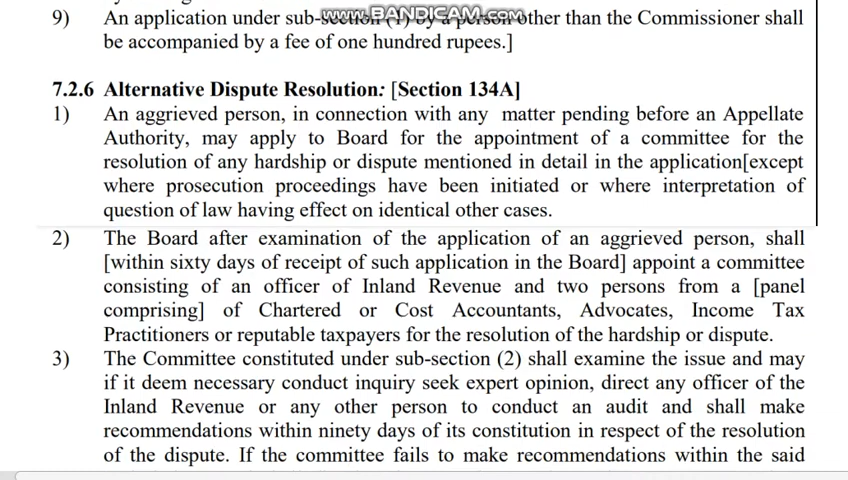 www.BANDICAM.com
9) An application under sub-section (1) by a person other than the Commissioner shall
be accompanied by a fee of one hundred rupees.]
7.2.6 Alternative Dispute Resolution: [Section 134A]
1) An aggrieved person, in connection with any matter pending before an Appellate
Authority, may apply to Board for the appointment of a committee for the
resolution of any hardship or dispute mentioned in detail in the application[except
where prosecution proceedings have been initiated or where interpretation of
question of law having effect on identical other cases.
2) The Board after examination of the application of an aggrieved person, shall
[within sixty days of receipt of such application in the Board] appoint a committee
consisting of an officer of Inland Revenue and two persons from a [panel
comprising] of Chartered or Cost Accountants, Advocates, Income Tax
Practitioners or reputable taxpayers for the resolution of the hardship or dispute.
3) The Committee constituted under sub-section (2) shall examine the issue and may
if it deem necessary conduct inquiry seek expert opinion, direct any officer of the
Inland Revenue or any other person to conduct an audit and shall make
recommendations within ninety days of its constitution in respect of the resolution
of the dispute. If the committee fails to make recommendations within the said